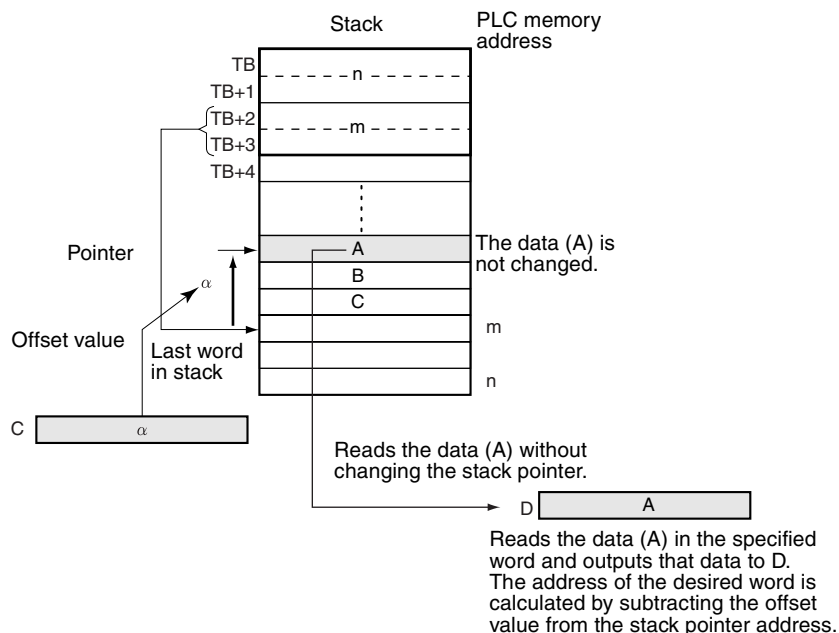 Stack
PLC memory
address
TB
n
TB+1
TB+2
m
TB+3
TB+4
Pointer
A
The data (A) is
not changed.
α
B
C
Offset value
Last word
in stack
m
n
C
α
Reads the data (A) without
changing the stack pointer.
D
A
Reads the data (A) in the specified
word and outputs that data to D.
The address of the desired word is
calculated by subtracting the offset
value from the stack pointer address.